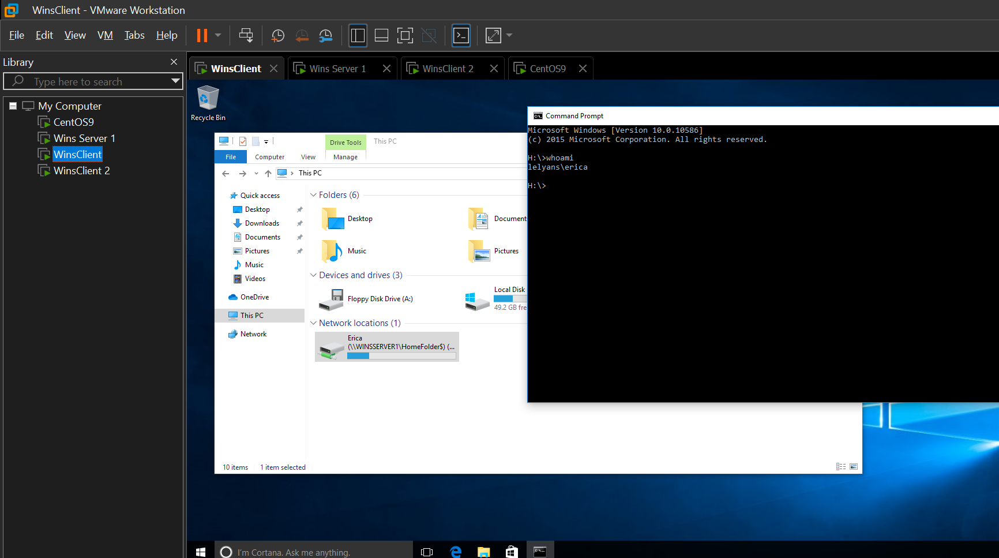 WinsClient - VMware Workstation
File Edit View VM Tabs Help
Library
Type here to search
My Computer
CentOS9
Wins Server 1
WinsClient
WinsClient 2
WinsClient
Wins Server 1
WinsClient 2
CentOS9
Recycle Bin
Drive Tools
This PC
File
Computer
View
Manage
This PC
Quick access
Desktop
Downloads
Documents
Pictures
Music
Videos
OneDrive
This PC
Network
Folders (6)
Desktop
Document
Music
Pictures
Devices and drives (3)
Floppy Disk Drive (A:)
Local Disk
49.2 GB fre
Network locations (1)
Erica
(\\WINSSERVER1\HomeFolder$) (...
10 items
1 item selected
Command Prompt
Microsoft Windows [Version 10.0.10586]
(c) 2015 Microsoft Corporation. All rights reserved.
H:\>whoami
lelyans\erica
H:\>
I'm Cortana. Ask me anything.